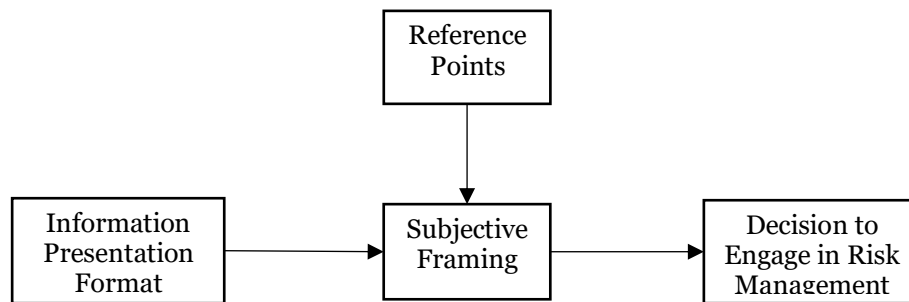 Reference
Points
Information
Presentation
Format
Subjective
Framing
Decision to
Engage in Risk
Management